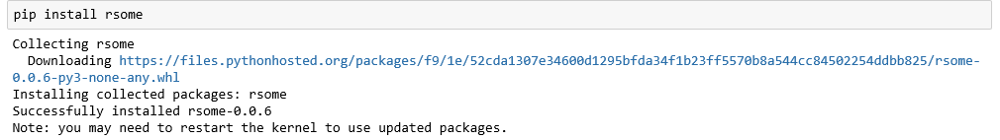 pip install rsome
Collecting rsome
Downloading https://files.pythonhosted.org/packages/f9/1e/52cda1307e34600d1295bfda34f1b23ff5570b8a544cc84502254ddbb825/rsome-
0.0.6-py3-none-any.whl
Installing collected packages: rsome
Successfully installed rsome-0.0.6
Note: you may need to restart the kernel to use updated packages.